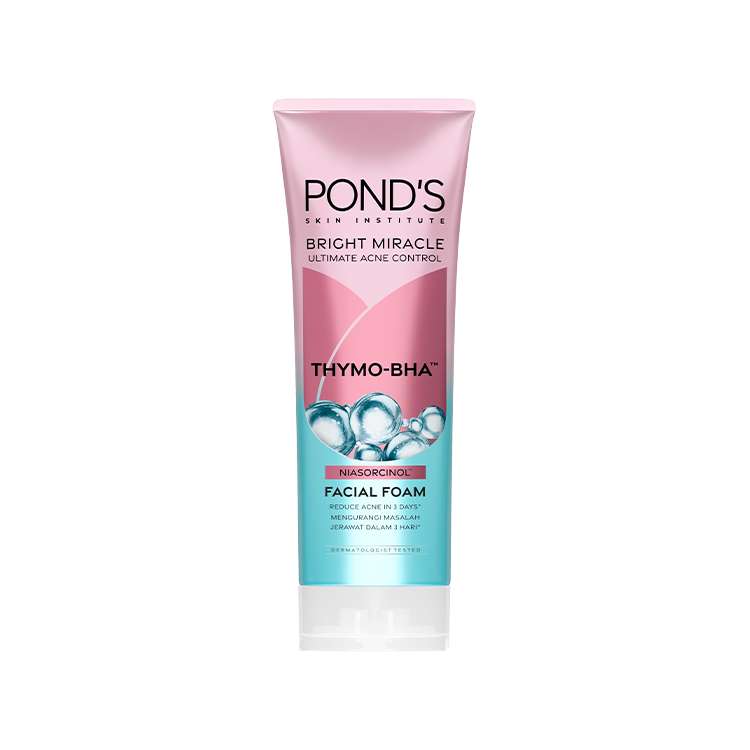 POND'S
SKIN INSTITUTE
BRIGHT MIRACLE
ULTIMATE ACNE CONTROL
THYMO-BHA™
NIASORCINOL™
FACIAL FOAM
REDUCE ACNE IN 3 DAYS*
MENGURANGI MASALAH
JERAWAT DALAM 3 HARI*
DERMATOLOGIST TESTED